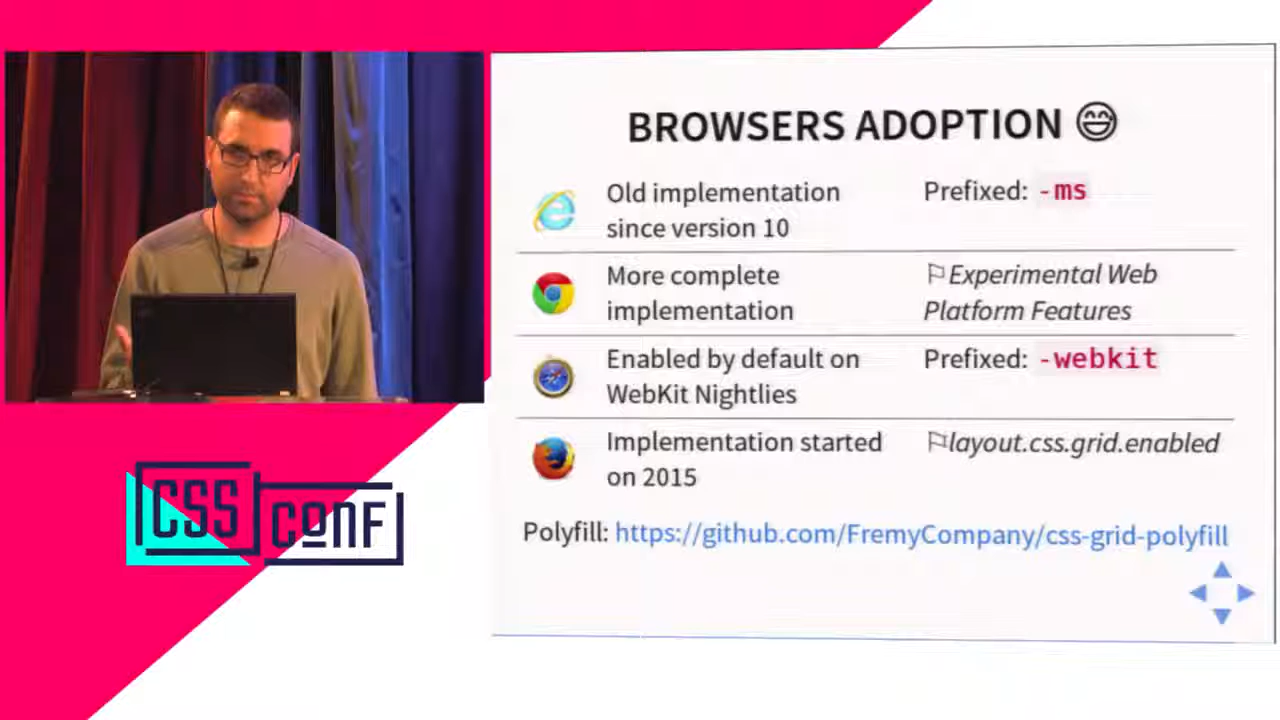 BROWSERS ADOPTION 😅
Old implementation
since version 10
Prefixed: -ms
More complete
implementation
⚐Experimental Web
Platform Features
Enabled by default on
WebKit Nightlies
Prefixed: -webkit
Implementation started
on 2015
⚐layout.css.grid.enabled
Polyfill: https://github.com/FremyCompany/css-grid-polyfill
CSS
conf